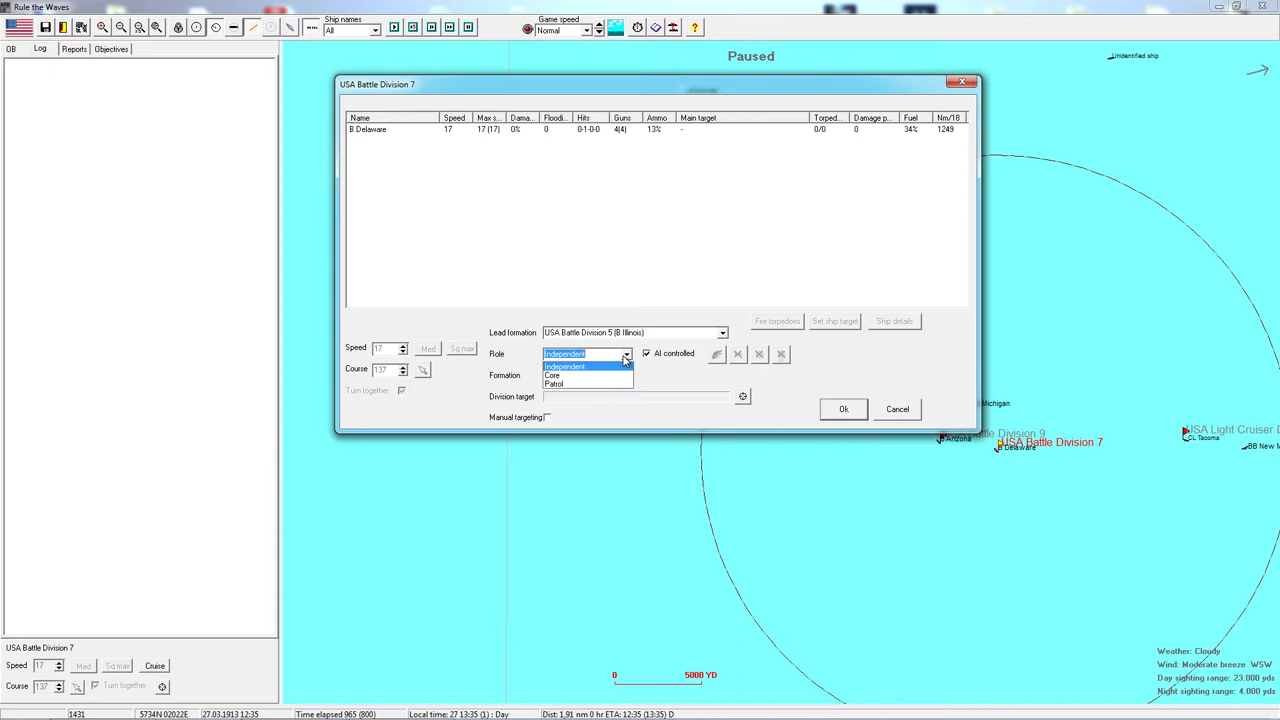 Rule the Waves
Ship names
All
Game speed
Normal
OB
Log
Reports
Objectives
Paused
Unidentified ship
USA Battle Division 7
Name Speed Max s... Dama... Floodi... Hits Guns Ammo Main target Torped... Damage p... Fuel Nm/18
B Delaware 17 17 (17) 0% 0 0-1-0-0 4(4) 13% - 0/0 0 34% 1249
Fire torpedoes Set ship target Ship details
Lead formation USA Battle Division 5 (B Illinois)
Speed 17 Med Sq max
Role Independent AI controlled
Independent
Core
Patrol
Course 137
Formation
Turn together
Division target
Manual targeting
Ok Cancel
Michigan
Division 9
B Arizona
USA Battle Division 7
B Delaware
USA Light Cruiser D
CL Tacoma
BB New M
USA Battle Division 7
Speed 17 Med Sq max Cruise
Course 137 Turn together
0 5000 YD
Weather: Cloudy
Wind: Moderate breeze WSW
Day sighting range: 23.000 yds
Night sighting range: 4.000 yds
1431 5734N 02022E 27.03.1913 12:35 Time elapsed 965 (800) Local time: 27 13:35 (1) : Day Dist: 1,91 nm 0 hr ETA: 12:35 (13:35) D